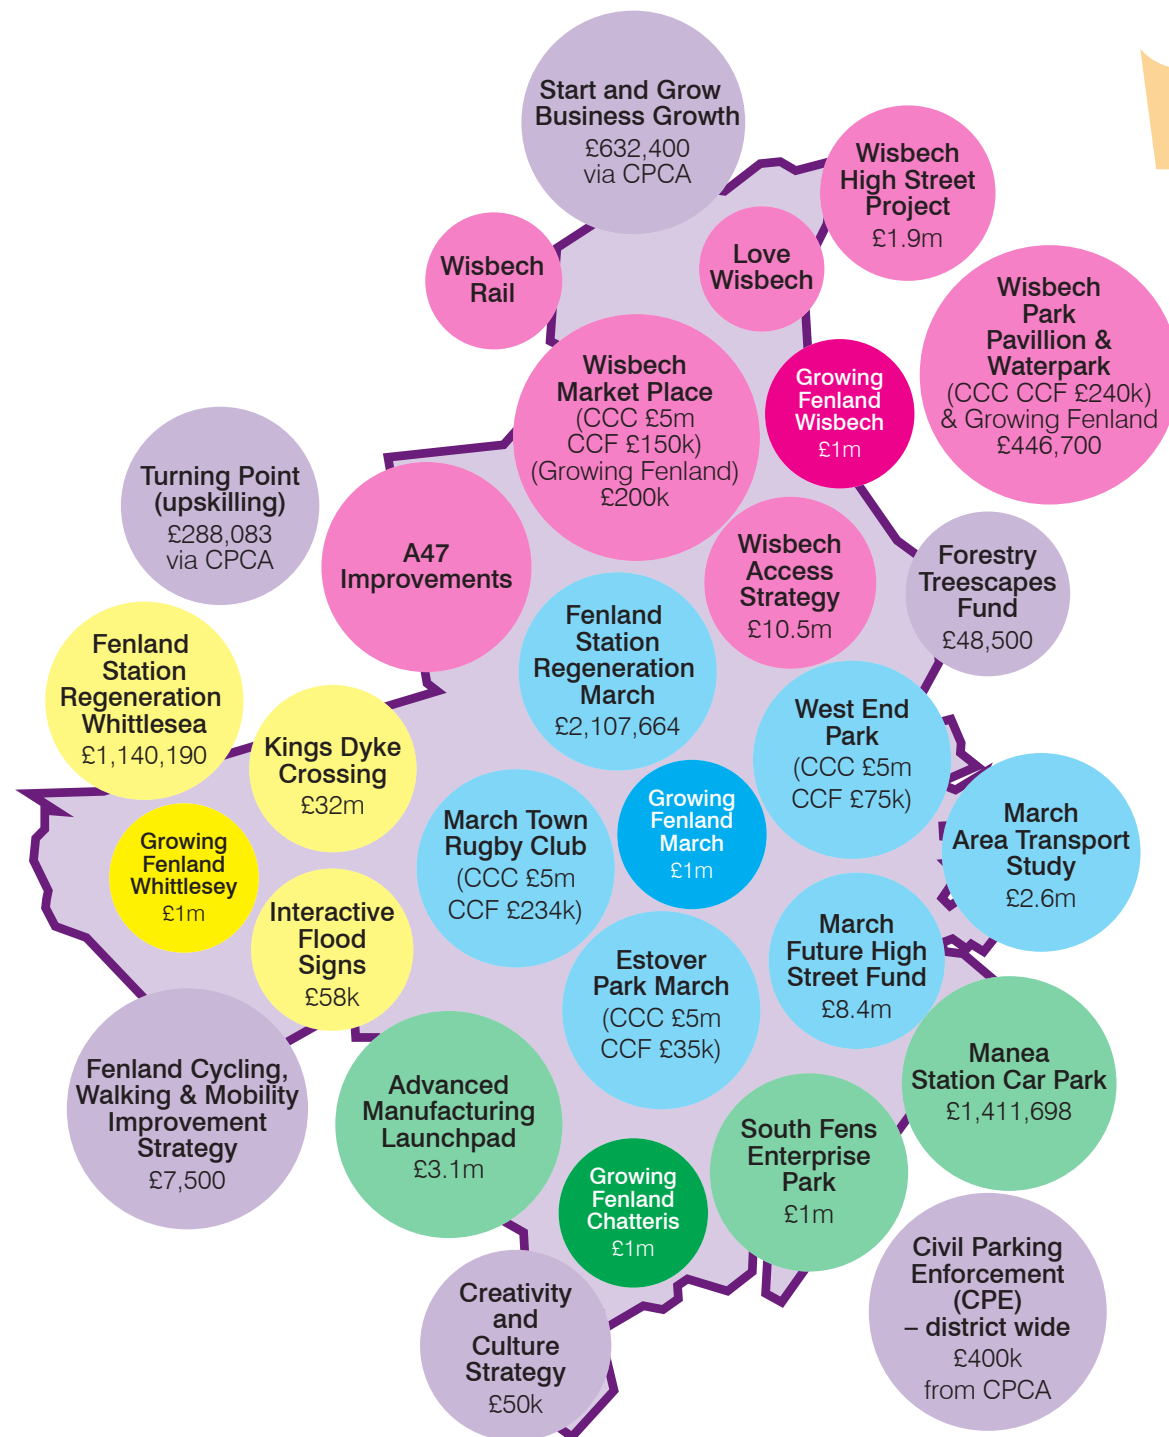 Start and Grow
Business Growth
£632,400
via CPCA
Wisbech
High Street
Project
£1.9m
Wisbech
Rail
Love
Wisbech
Wisbech
Park
Pavillion &
Waterpark
(CCC CCF £240k)
& Growing Fenland
£446,700
Wisbech
Market Place
(CCC £5m
CCF £150k)
(Growing Fenland)
£200k
Growing
Fenland
Wisbech
£1m
Turning Point
(upskilling)
£288,083
via CPCA
A47
Improvements
Wisbech
Access
Strategy
£10.5m
Forestry
Treescapes
Fund
£48,500
Fenland
Station
Regeneration
Whittlesea
£1,140,190
Fenland
Station
Regeneration
March
£2,107,664
Kings Dyke
Crossing
£32m
West End
Park
(CCC £5m
CCF £75k)
Growing
Fenland
Whittlesey
£1m
March Town
Rugby Club
(CCC £5m
CCF £234k)
Growing
Fenland
March
£1m
March
Area Transport
Study
£2.6m
Interactive
Flood
Signs
£58k
Estover
Park March
(CCC £5m
CCF £35k)
March
Future High
Street Fund
£8.4m
Fenland Cycling,
Walking & Mobility
Improvement
Strategy
£7,500
Advanced
Manufacturing
Launchpad
£3.1m
Manea
Station Car Park
£1,411,698
Growing
Fenland
Chatteris
£1m
South Fens
Enterprise
Park
£1m
Creativity
and
Culture
Strategy
£50k
Civil Parking
Enforcement
(CPE)
– district wide
£400k
from CPCA